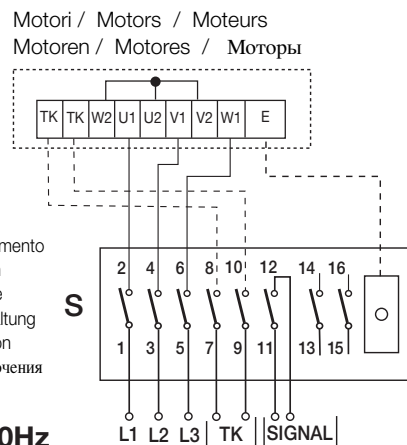 Motori / Motors / Moteurs
Motoren / Motores / Моторы
TK TK W2 U1 U2 V1 V2 W1 E
2 4 6 8 10 12 14 16
S
1 3 5 7 9 11 13 15
L1 L2 L3 TK SIGNAL
0Hz